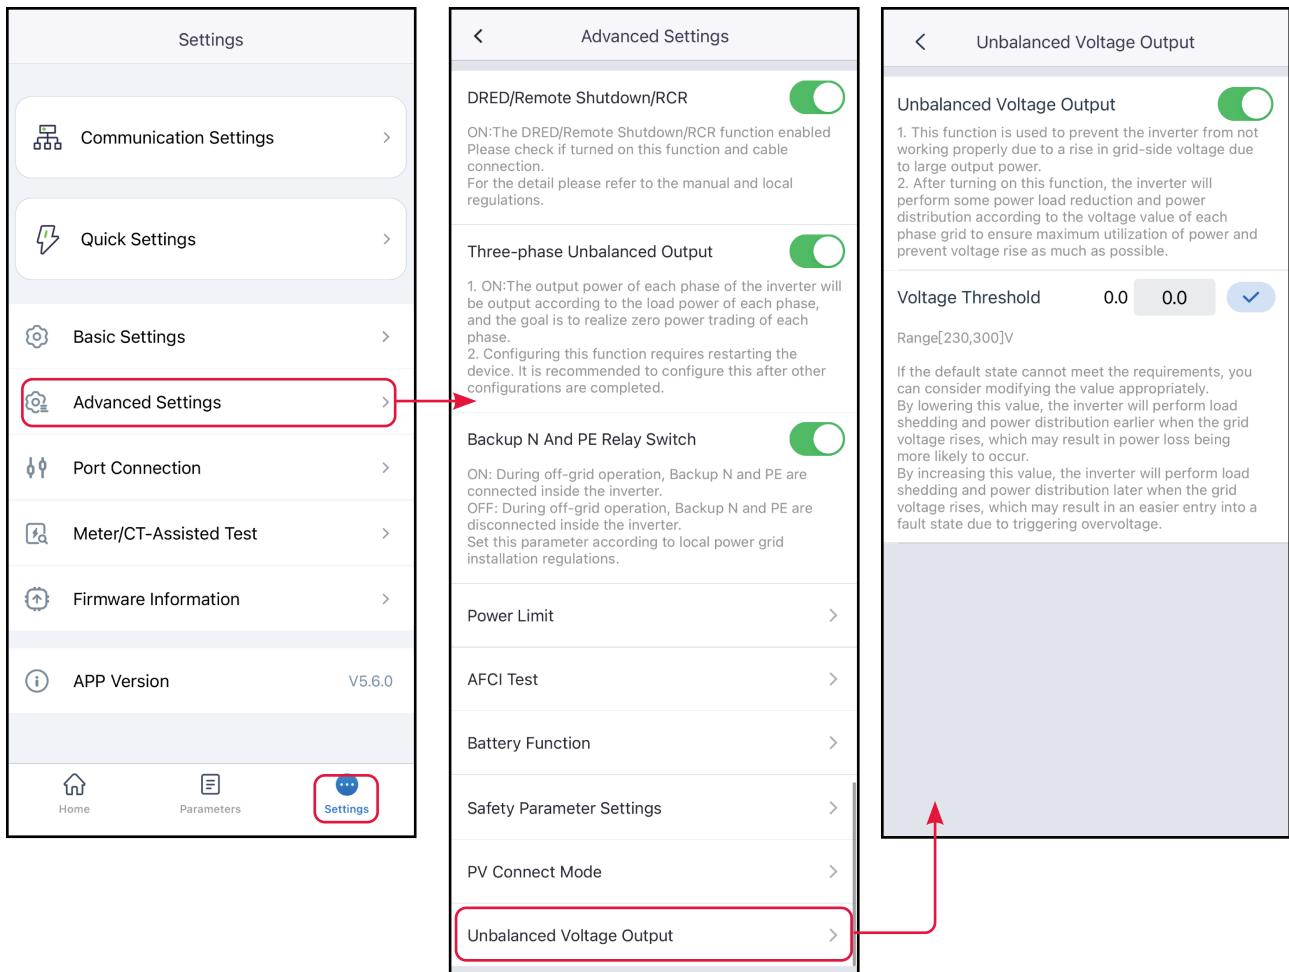 Settings
Communication Settings
Quick Settings
Basic Settings
Advanced Settings
Port Connection
Meter/CT-Assisted Test
Firmware Information
APP Version V5.6.0
Home Parameters Settings
Advanced Settings
DRED/Remote Shutdown/RCR
ON:The DRED/Remote Shutdown/RCR function enabled
Please check if turned on this function and cable
connection.
For the detail please refer to the manual and local
regulations.
Three-phase Unbalanced Output
1. ON:The output power of each phase of the inverter will
be output according to the load power of each phase,
and the goal is to realize zero power trading of each
phase.
2. Configuring this function requires restarting the
device. It is recommended to configure this after other
configurations are completed.
Backup N And PE Relay Switch
ON: During off-grid operation, Backup N and PE are
connected inside the inverter.
OFF: During off-grid operation, Backup N and PE are
disconnected inside the inverter.
Set this parameter according to local power grid
installation regulations.
Power Limit
AFCI Test
Battery Function
Safety Parameter Settings
PV Connect Mode
Unbalanced Voltage Output
Unbalanced Voltage Output
Unbalanced Voltage Output
1. This function is used to prevent the inverter from not
working properly due to a rise in grid-side voltage due
to large output power.
2. After turning on this function, the inverter will
perform some power load reduction and power
distribution according to the voltage value of each
phase grid to ensure maximum utilization of power and
prevent voltage rise as much as possible.
Voltage Threshold 0.0 0.0
Range[230,300]V
If the default state cannot meet the requirements, you
can consider modifying the value appropriately.
By lowering this value, the inverter will perform load
shedding and power distribution earlier when the grid
voltage rises, which may result in power loss being
more likely to occur.
By increasing this value, the inverter will perform load
shedding and power distribution later when the grid
voltage rises, which may result in an easier entry into a
fault state due to triggering overvoltage.